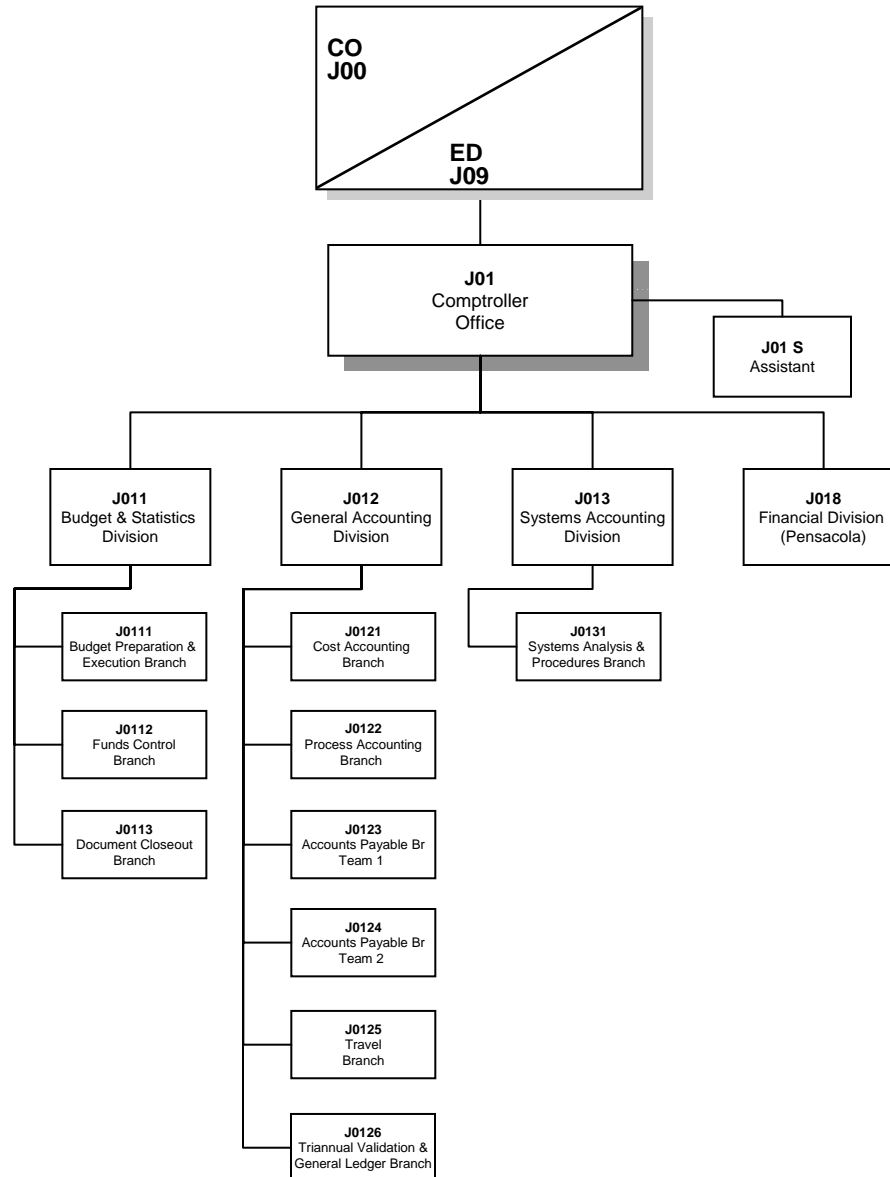 CO
J00
ED
J09
J01
Comptroller
Office
J01 S
Assistant
J011
Budget & Statistics
Division
J012
General Accounting
Division
J013
Systems Accounting
Division
J018
Financial Division
(Pensacola)
J0111
Budget Preparation &
Execution Branch
J0121
Cost Accounting
Branch
J0131
Systems Analysis &
Procedures Branch
J0112
Funds Control
Branch
J0122
Process Accounting
Branch
J0113
Document Closeout
Branch
J0123
Accounts Payable Br
Team 1
J0124
Accounts Payable Br
Team 2
J0125
Travel
Branch
J0126
Triannual Validation &
General Ledger Branch